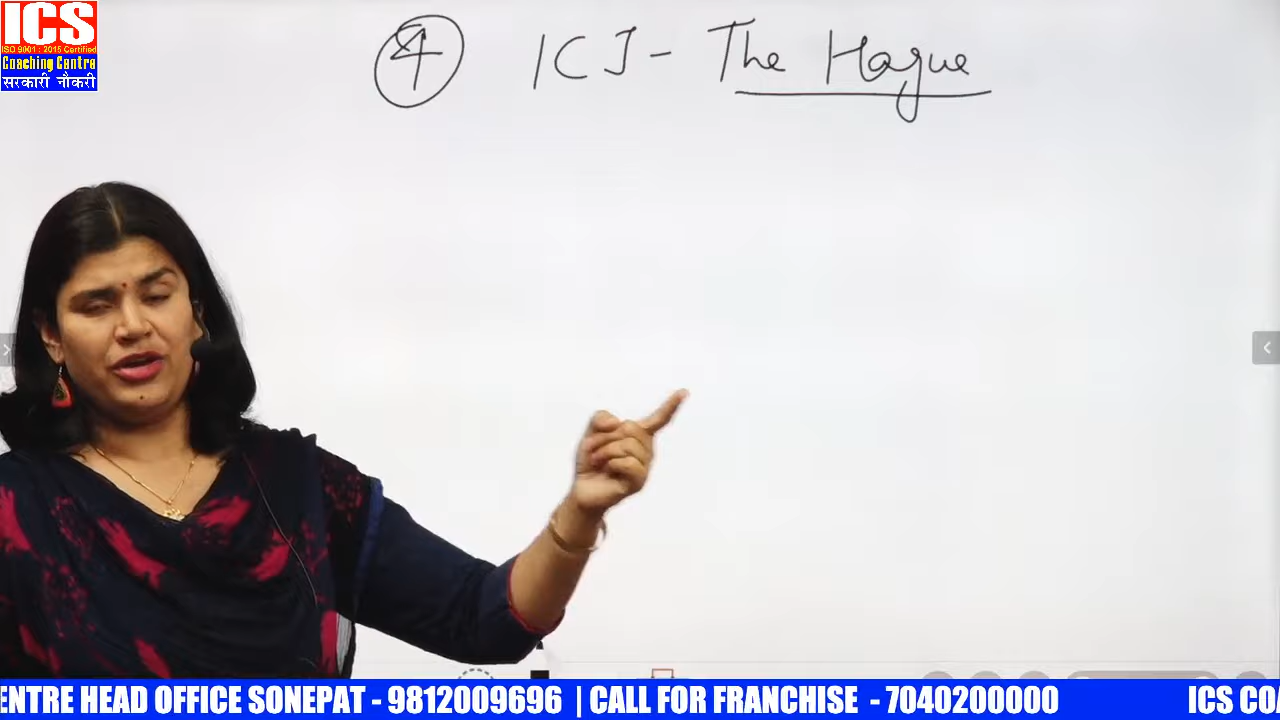 ICS
ISO 9001 : 2015 Certified
Coaching Centre
सरकारी नौकरी
4 ICJ - The Hague
ENTRE HEAD OFFICE SONEPAT - 9812009696 | CALL FOR FRANCHISE - 7040200000 ICS COA